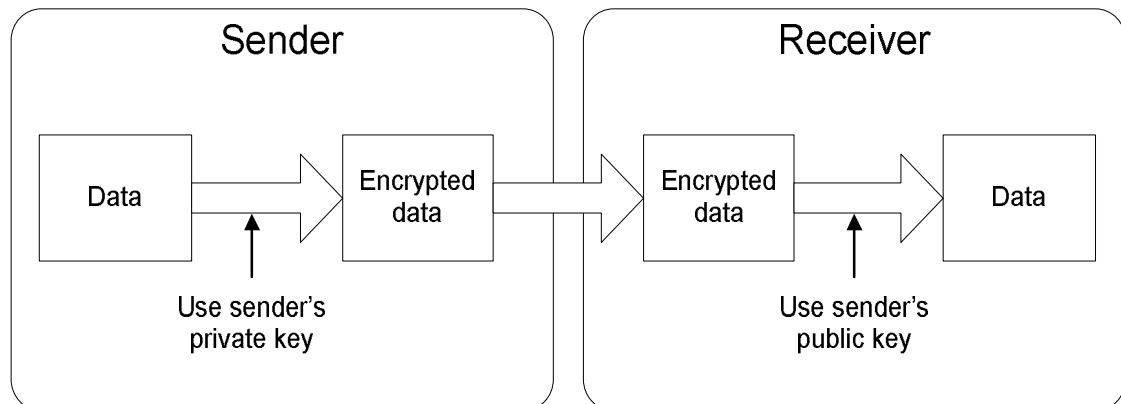 Sender
Receiver
Data
Encrypted
data
Encrypted
data
Data
Use sender’s
private key
Use sender’s
public key